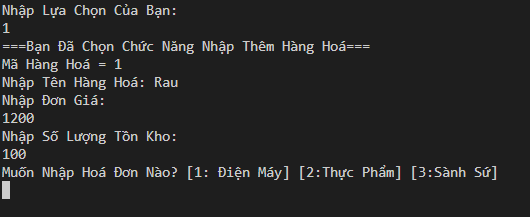 Nhập Lựa Chọn Của Bạn:
1
===Bạn Đã Chọn Chức Năng Nhập Thêm Hàng Hoá===
Mã Hàng Hoá = 1
Nhập Tên Hàng Hoá: Rau
Nhập Đơn Giá:
1200
Nhập Số Lượng Tồn Kho:
100
Muốn Nhập Hoá Đơn Nào? [1: Điện Máy] [2:Thực Phẩm] [3:Sành Sứ]